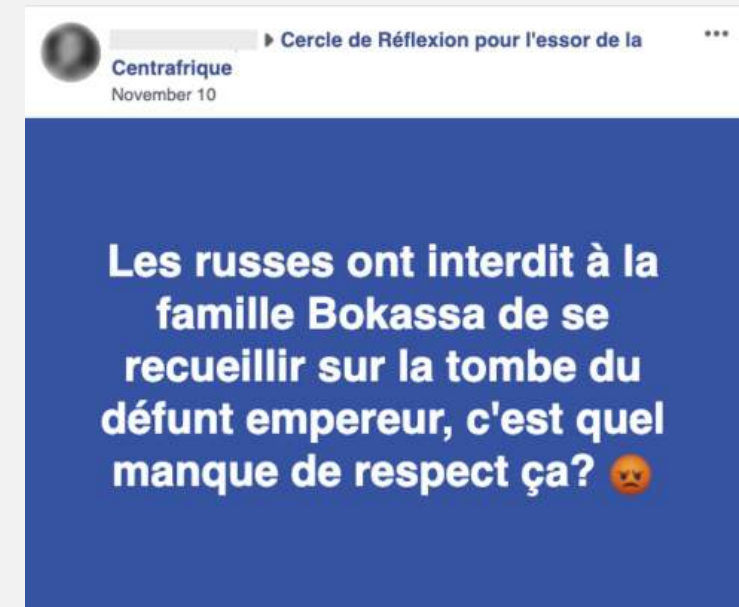 ▸ Cercle de Réflexion pour l'essor de la
Centrafrique
November 10
Les russes ont interdit à la
famille Bokassa de se
recueillir sur la tombe du
défunt empereur, c'est quel
manque de respect ça? 😡